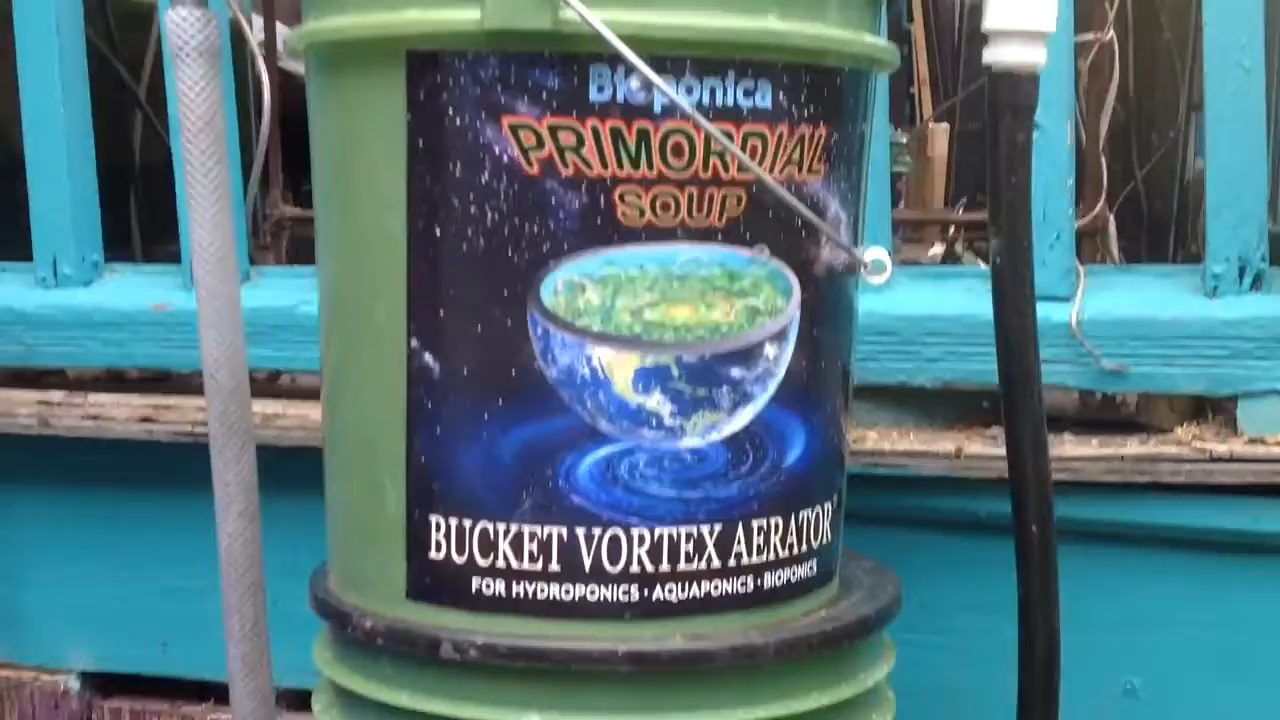 Bioponica
PRIMORDIAL
SOUP
BUCKET VORTEX AERATOR
FOR HYDROPONICS · AQUAPONICS · BIOPONICS